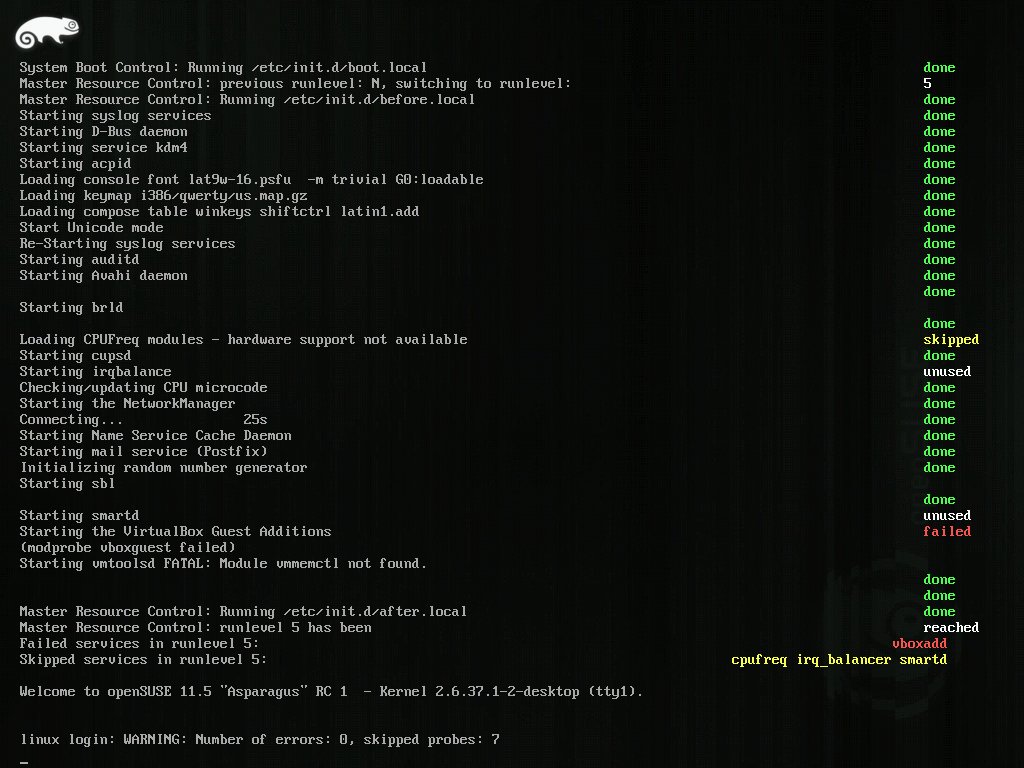 System Boot Control: Running /etc/init.d/boot.local done
Master Resource Control: previous runlevel: N, switching to runlevel: 5
Master Resource Control: Running /etc/init.d/before.local done
Starting syslog services done
Starting D-Bus daemon done
Starting service kdm4 done
Starting acpid done
Loading console font lat9w-16.psfu  -m trivial G0:loadable done
Loading keymap i386/qwerty/us.map.gz done
Loading compose table winkeys shiftctrl latin1.add done
Start Unicode mode done
Re-Starting syslog services done
Starting auditd done
Starting Avahi daemon done
done
Starting brld
done
Loading CPUFreq modules - hardware support not available skipped
Starting cupsd done
Starting irqbalance unused
Checking/updating CPU microcode done
Starting the NetworkManager done
Connecting... 25s done
Starting Name Service Cache Daemon done
Starting mail service (Postfix) done
Initializing random number generator done
Starting sbl
done
Starting smartd unused
Starting the VirtualBox Guest Additions failed
(modprobe vboxguest failed)
Starting vmtoolsd FATAL: Module vmmemctl not found.
done
done
Master Resource Control: Running /etc/init.d/after.local done
Master Resource Control: runlevel 5 has been reached
Failed services in runlevel 5: vboxadd
Skipped services in runlevel 5: cpufreq irq_balancer smartd
Welcome to openSUSE 11.5 "Asparagus" RC 1  - Kernel 2.6.37.1-2-desktop (tty1).
linux login: WARNING: Number of errors: 0, skipped probes: 7